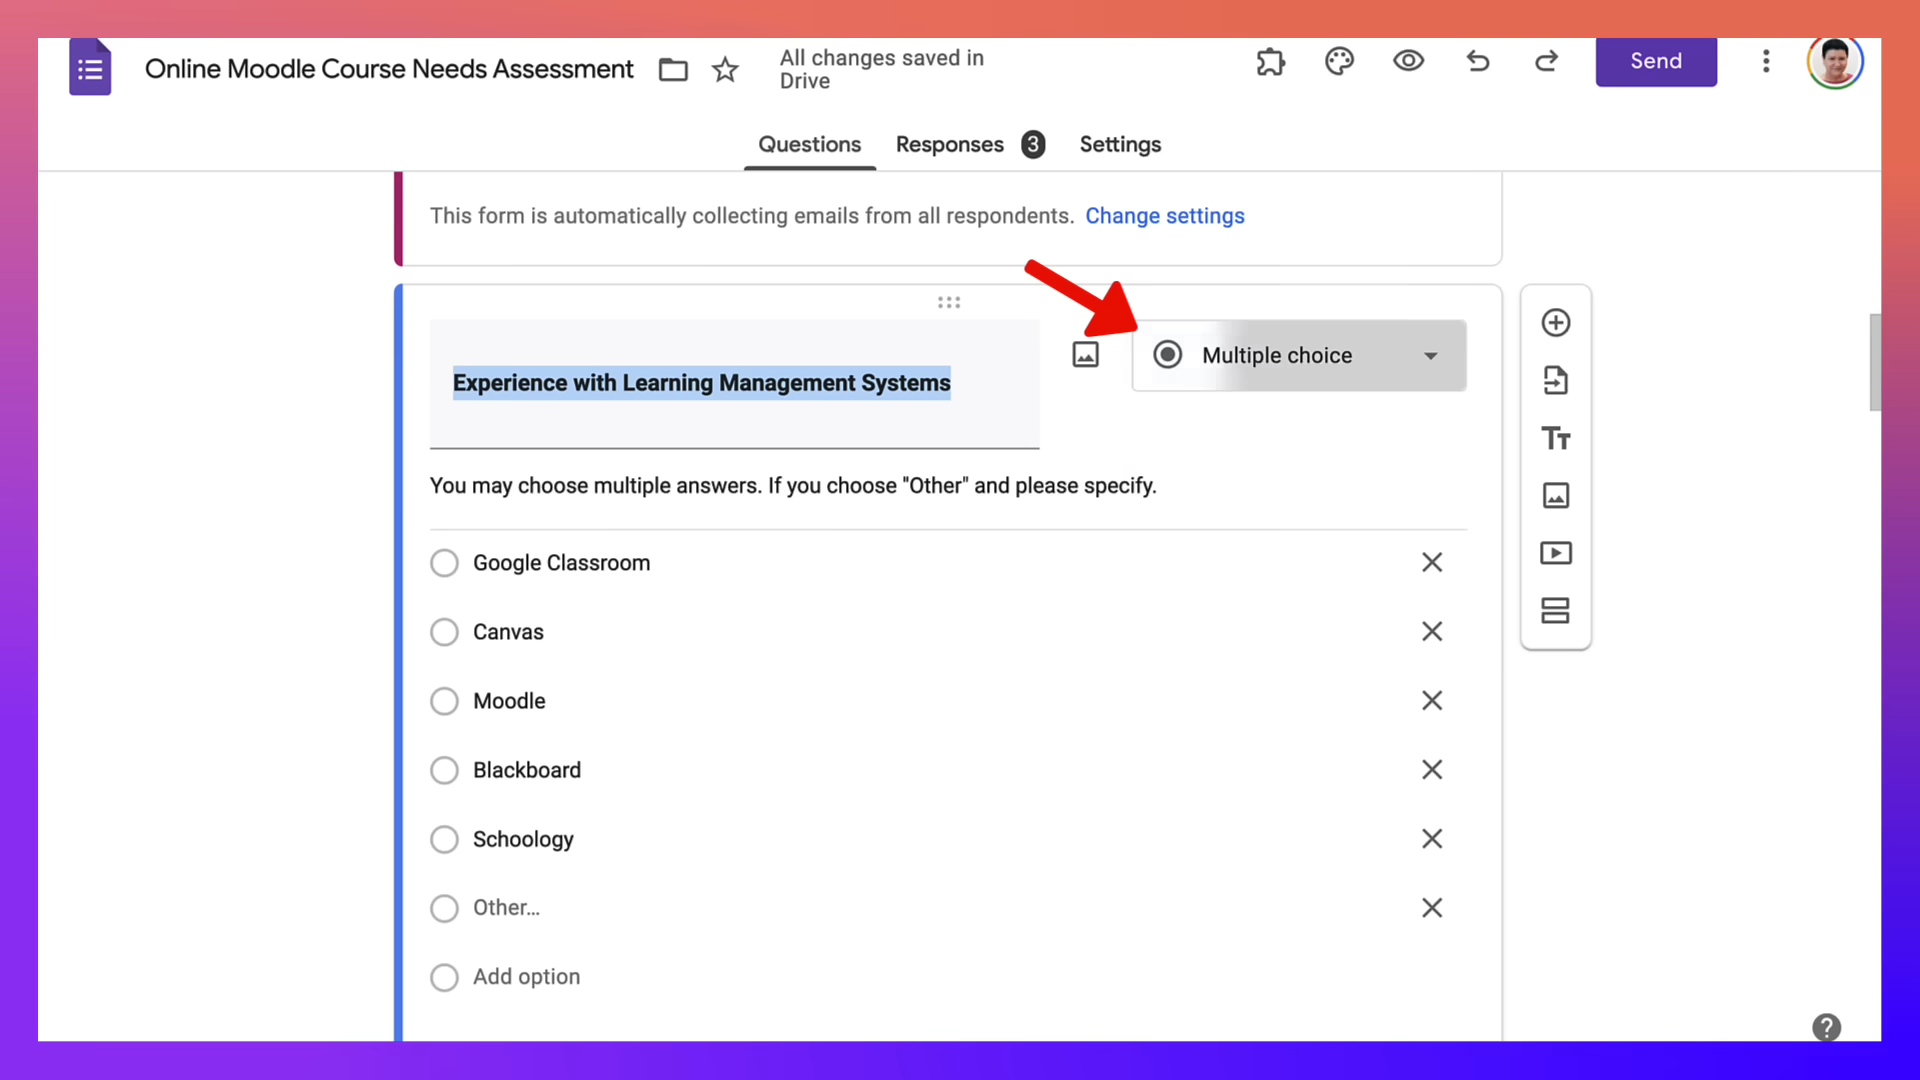 Online Moodle Course Needs Assessment
All changes saved in
Drive
Send
Questions
Responses 3
Settings
This form is automatically collecting emails from all respondents. Change settings
Experience with Learning Management Systems
Multiple choice
You may choose multiple answers. If you choose "Other" and please specify.
Google Classroom
Canvas
Moodle
Blackboard
Schoology
Other...
Add option